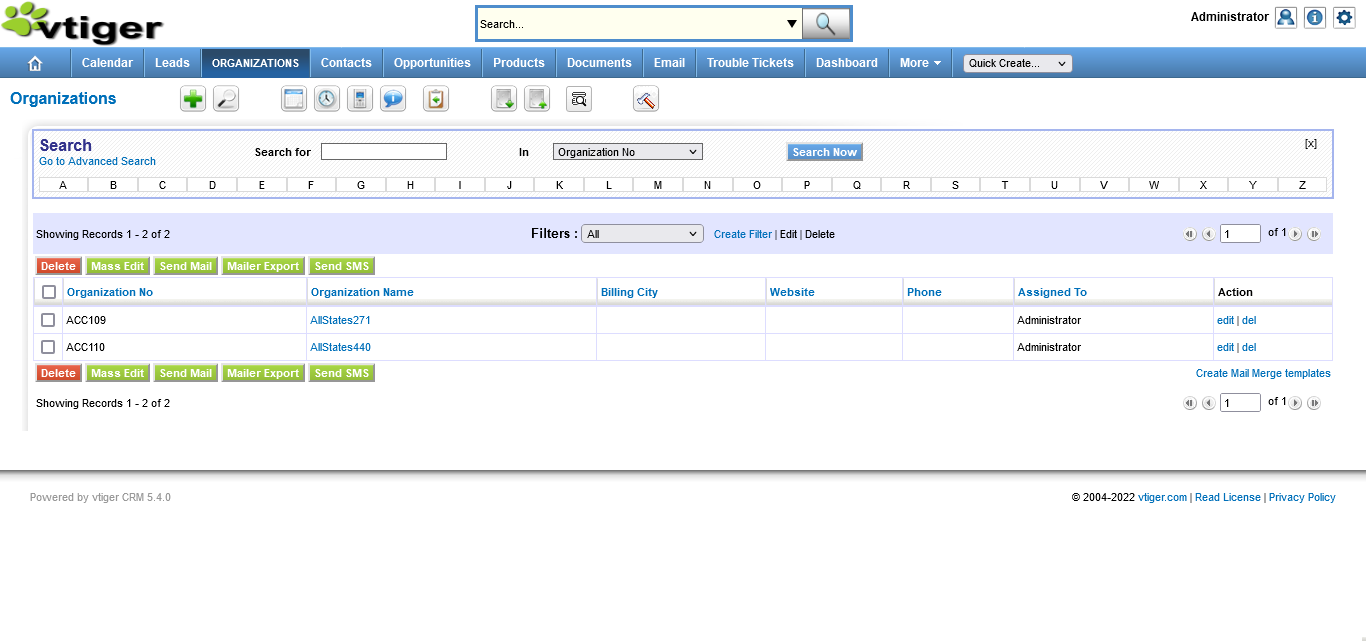 vtiger
Search...
Administrator
Calendar Leads ORGANIZATIONS Contacts Opportunities Products Documents Email Trouble Tickets Dashboard More Quick Create...
Organizations
Search
Go to Advanced Search
Search for In Organization No Search Now [x]
A B C D E F G H I J K L M N O P Q R S T U V W X Y Z
Showing Records 1 - 2 of 2 Filters : All Create Filter | Edit | Delete 1 of 1
Delete Mass Edit Send Mail Mailer Export Send SMS
Organization No Organization Name Billing City Website Phone Assigned To Action
ACC109 AllStates271 Administrator edit | del
ACC110 AllStates440 Administrator edit | del
Delete Mass Edit Send Mail Mailer Export Send SMS Create Mail Merge templates
Showing Records 1 - 2 of 2 1 of 1
Powered by vtiger CRM 5.4.0 © 2004-2022 vtiger.com | Read License | Privacy Policy